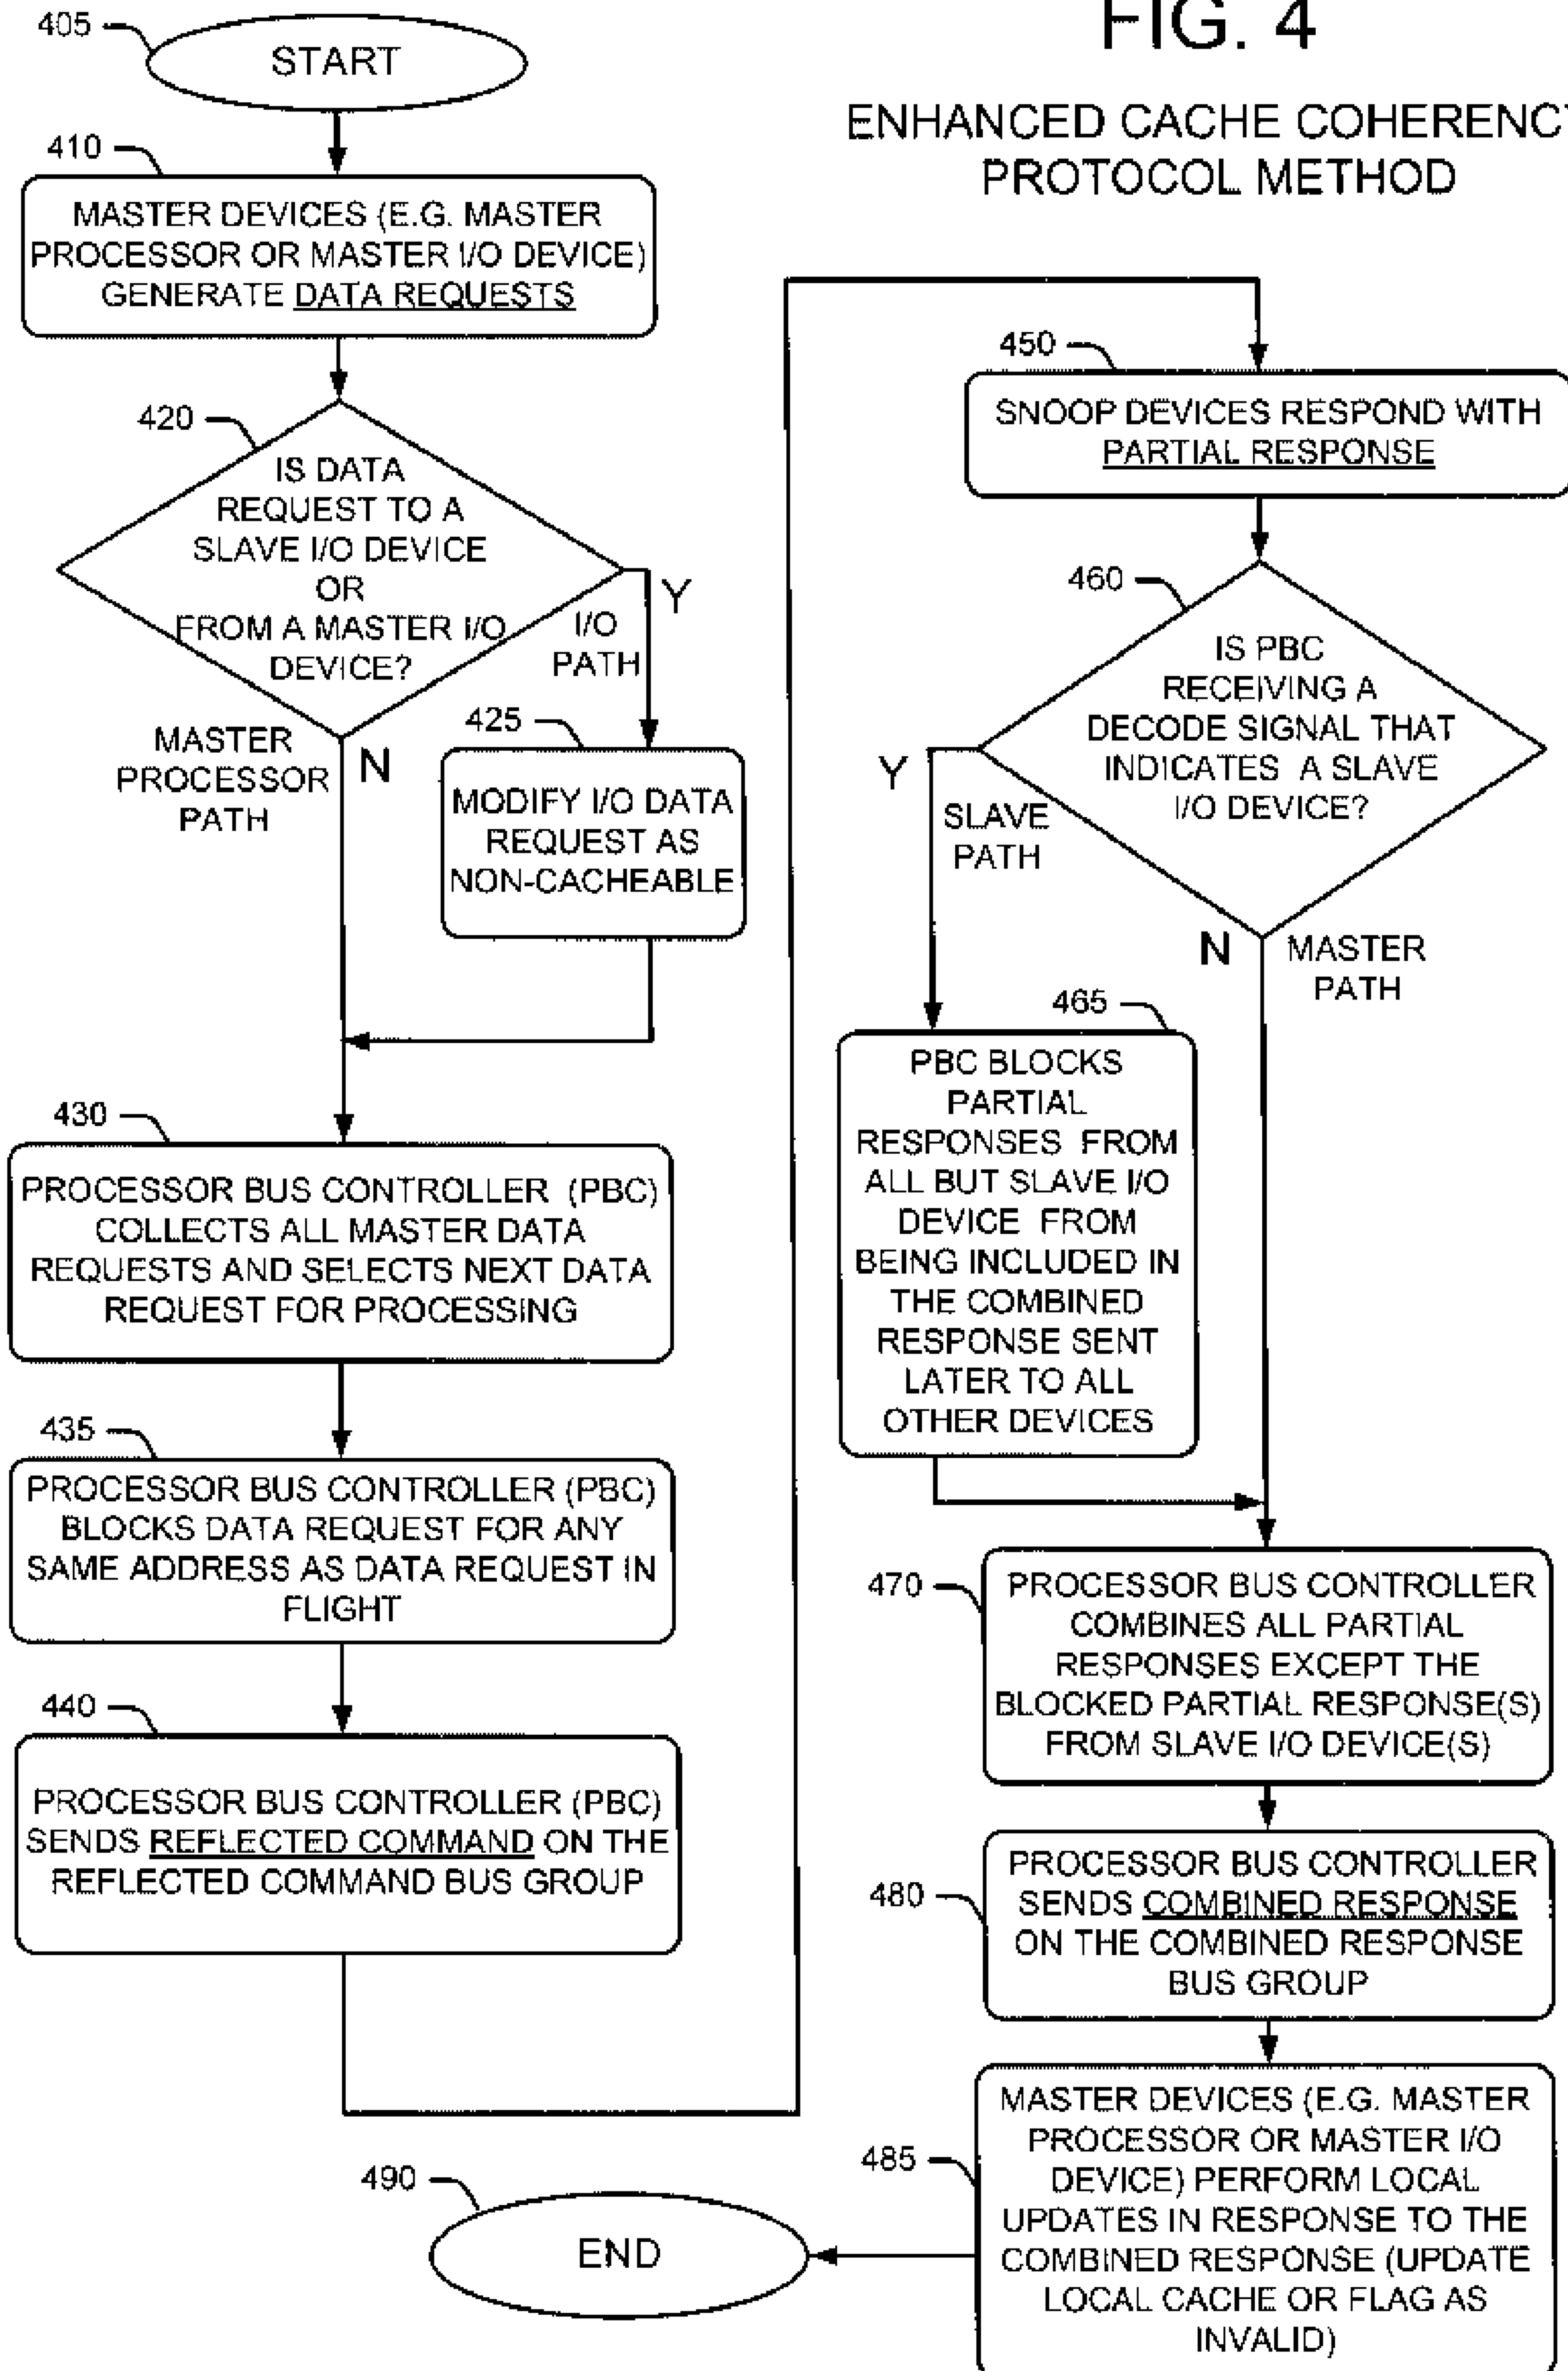 FIG. 4
ENHANCED CACHE COHERENCY
PROTOCOL METHOD
405
START
410
MASTER DEVICES (E.G. MASTER
PROCESSOR OR MASTER I/O DEVICE)
GENERATE DATA REQUESTS
420
IS DATA
REQUEST TO A
SLAVE I/O DEVICE
OR
FROM A MASTER I/O
DEVICE?
Y
I/O
PATH
MASTER
PROCESSOR
PATH
N
425
MODIFY I/O DATA
REQUEST AS
NON-CACHEABLE
430
PROCESSOR BUS CONTROLLER (PBC)
COLLECTS ALL MASTER DATA
REQUESTS AND SELECTS NEXT DATA
REQUEST FOR PROCESSING
435
PROCESSOR BUS CONTROLLER (PBC)
BLOCKS DATA REQUEST FOR ANY
SAME ADDRESS AS DATA REQUEST IN
FLIGHT
440
PROCESSOR BUS CONTROLLER (PBC)
SENDS REFLECTED COMMAND ON THE
REFLECTED COMMAND BUS GROUP
450
SNOOP DEVICES RESPOND WITH
PARTIAL RESPONSE
460
IS PBC
RECEIVING A
DECODE SIGNAL THAT
INDICATES A SLAVE
I/O DEVICE?
Y
SLAVE
PATH
N
MASTER
PATH
465
PBC BLOCKS
PARTIAL
RESPONSES FROM
ALL BUT SLAVE I/O
DEVICE FROM
BEING INCLUDED IN
THE COMBINED
RESPONSE SENT
LATER TO ALL
OTHER DEVICES
470
PROCESSOR BUS CONTROLLER
COMBINES ALL PARTIAL
RESPONSES EXCEPT THE
BLOCKED PARTIAL RESPONSE(S)
FROM SLAVE I/O DEVICE(S)
480
PROCESSOR BUS CONTROLLER
SENDS COMBINED RESPONSE
ON THE COMBINED RESPONSE
BUS GROUP
485
MASTER DEVICES (E.G. MASTER
PROCESSOR OR MASTER I/O
DEVICE) PERFORM LOCAL
UPDATES IN RESPONSE TO THE
COMBINED RESPONSE (UPDATE
LOCAL CACHE OR FLAG AS
INVALID)
490
END